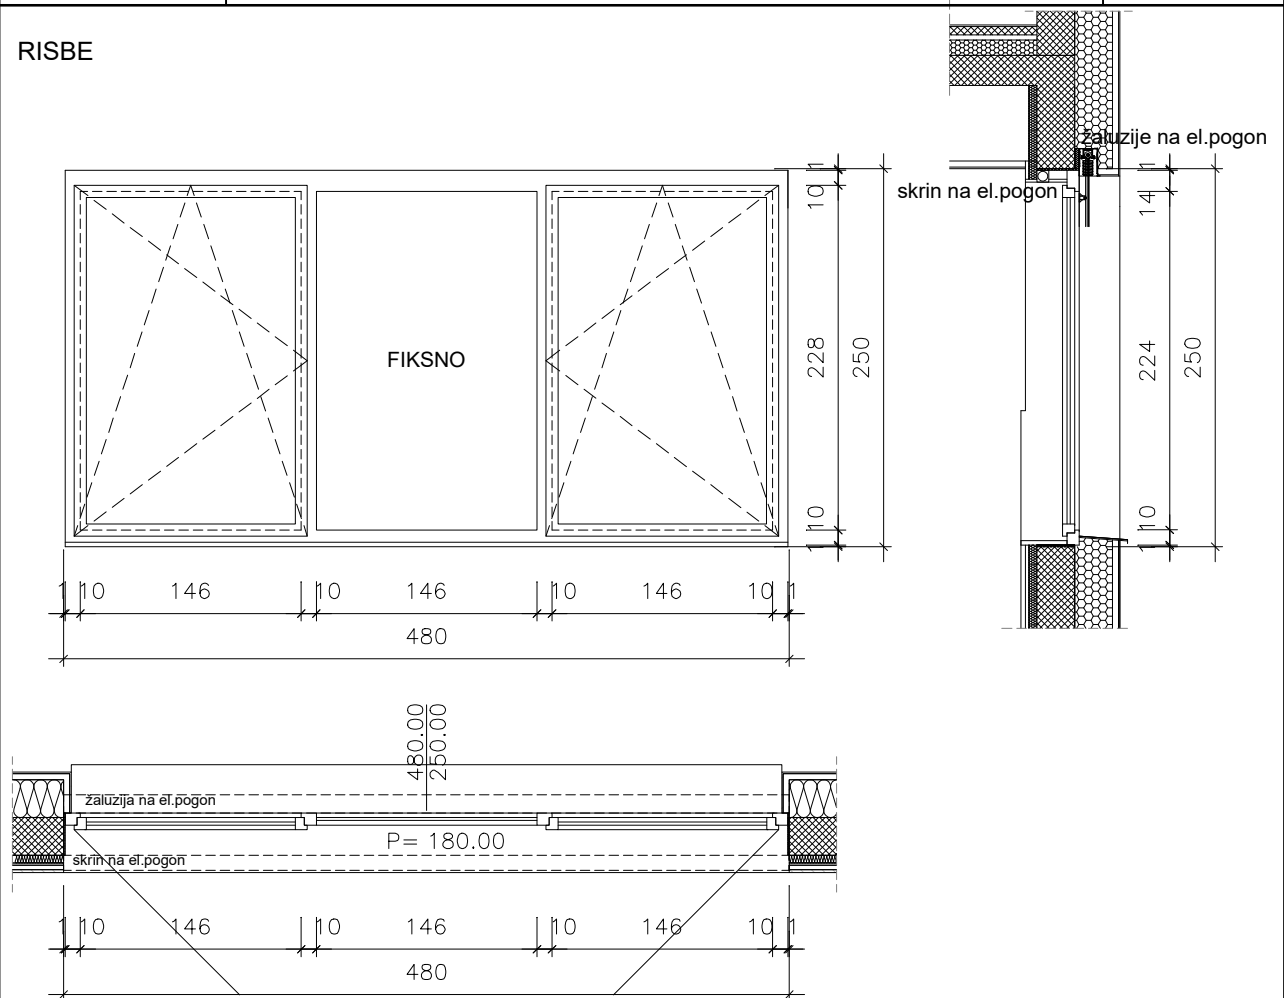 RISBE
žaluzije na el.pogon
skrin na el.pogon
FIKSNO
1
10
228
10
1
250
1
14
224
10
1
250
1 10 146 10 146 10 146 10 1
480
480.00
250.00
žaluzija na el.pogon
P= 180.00
skrin na el.pogon
1 10 146 10 146 10 146 10 1
480